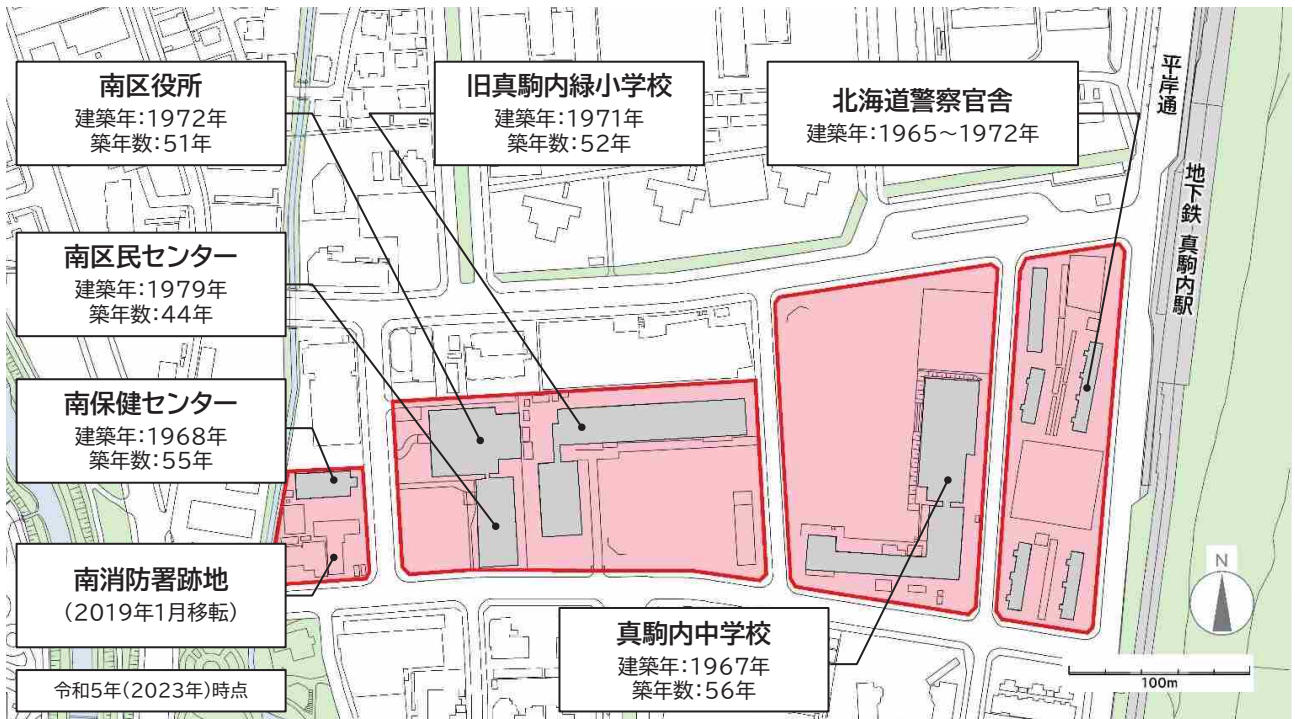 南区役所
建築年:1972年
築年数:51年
旧真駒内緑小学校
建築年:1971年
築年数:52年
北海道警察官舎
建築年:1965～1972年
平岸通
地下鉄 真駒内駅
南区民センター
建築年:1979年
築年数:44年
南保健センター
建築年:1968年
築年数:55年
南消防署跡地
(2019年1月移転)
真駒内中学校
建築年:1967年
築年数:56年
令和5年(2023年)時点
N
100m